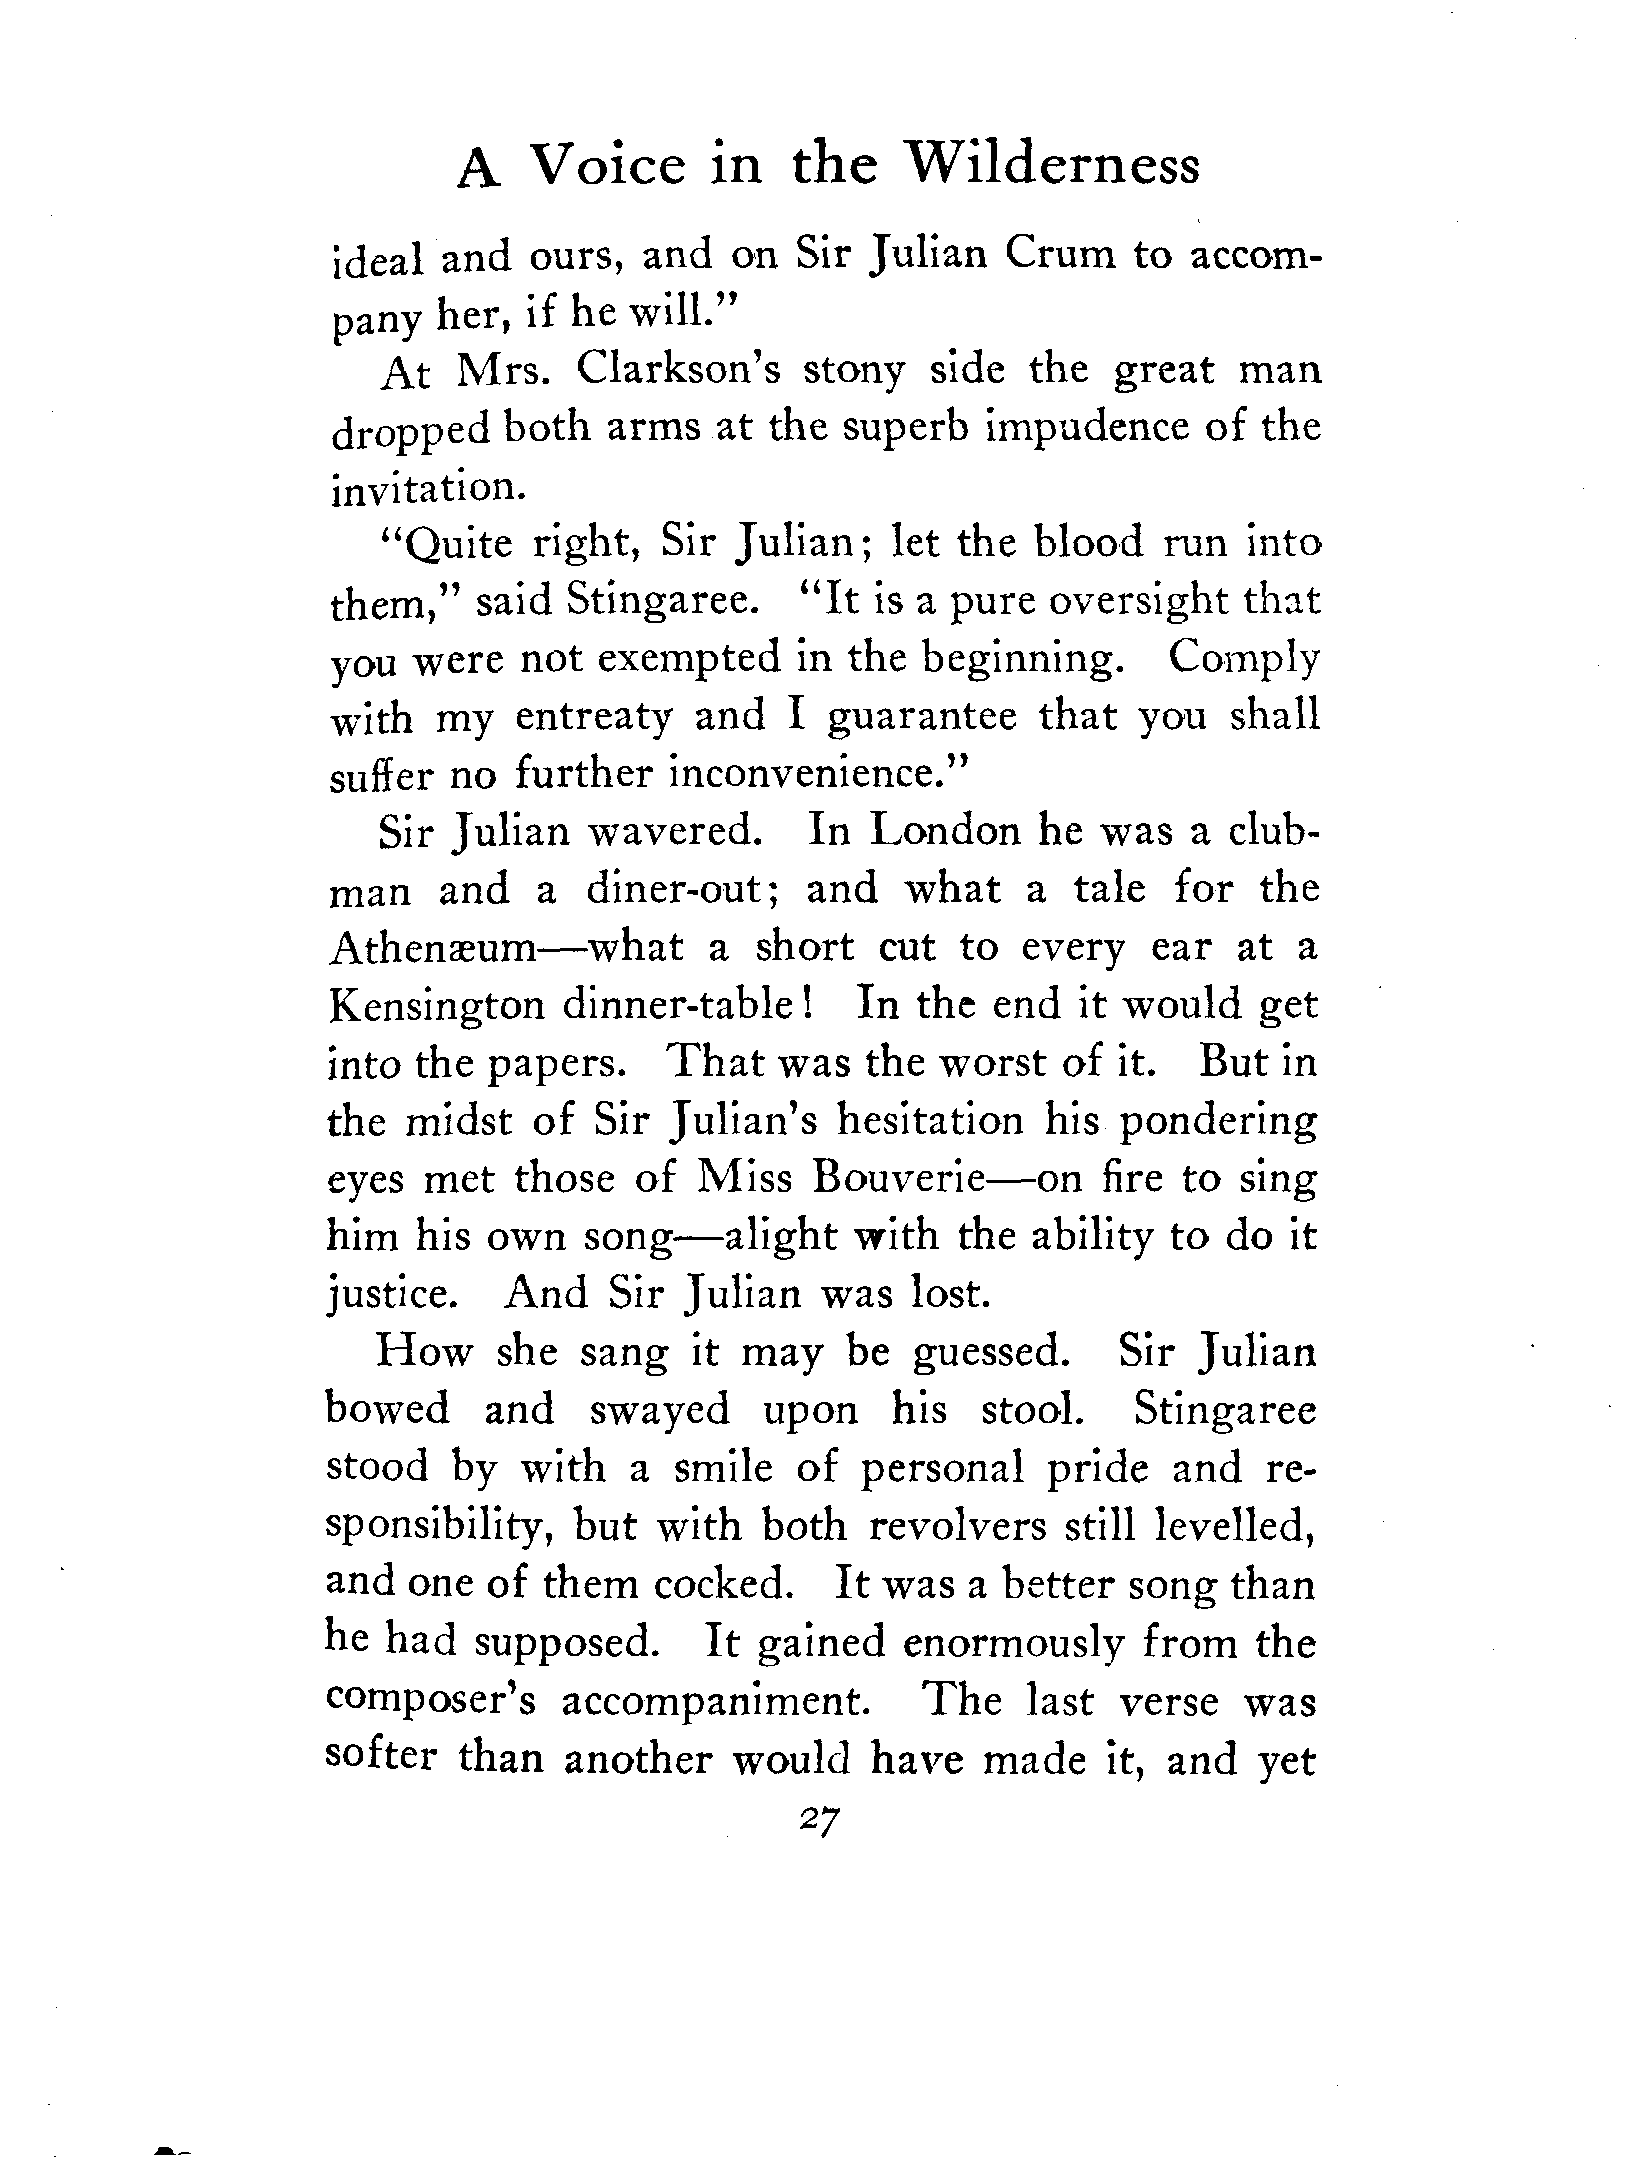 A Voice in the Wilderness
ideal and ours, and on Sir Julian Crum to accom-
pany her, if he will."
At Mrs. Clarkson's stony side the great man
dropped both arms at the superb impudence of the
invitation.
"Quite right, Sir Julian; let the blood run into
them," said Stingaree. "It is a pure oversight that
you were not exempted in the beginning. Comply
with my entreaty and I guarantee that you shall
suffer no further inconvenience."
Sir Julian wavered. In London he was a club-
man and a diner-out; and what a tale for the
Athenæum—what a short cut to every ear at a
Kensington dinner-table! In the end it would get
into the papers. That was the worst of it. But in
the midst of Sir Julian's hesitation his pondering
eyes met those of Miss Bouverie—on fire to sing
him his own song—alight with the ability to do it
justice. And Sir Julian was lost.
How she sang it may be guessed. Sir Julian
bowed and swayed upon his stool. Stingaree
stood by with a smile of personal pride and re-
sponsibility, but with both revolvers still levelled,
and one of them cocked. It was a better song than
he had supposed. It gained enormously from the
composer's accompaniment. The last verse was
softer than another would have made it, and yet
27